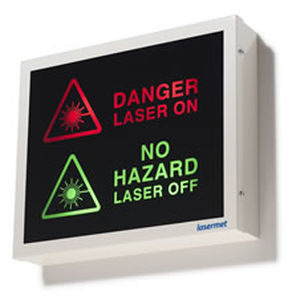 DANGER
LASER ON
NO
HAZARD
LASER OFF
lasermet